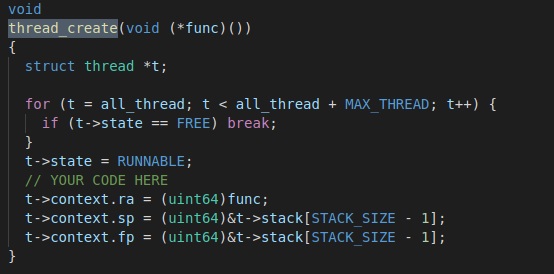 void
thread_create(void (*func)())
{
  struct thread *t;

  for (t = all_thread; t < all_thread + MAX_THREAD; t++) {
    if (t->state == FREE) break;
  }
  t->state = RUNNABLE;
  // YOUR CODE HERE
  t->context.ra = (uint64)func;
  t->context.sp = (uint64)&t->stack[STACK_SIZE - 1];
  t->context.fp = (uint64)&t->stack[STACK_SIZE - 1];
}